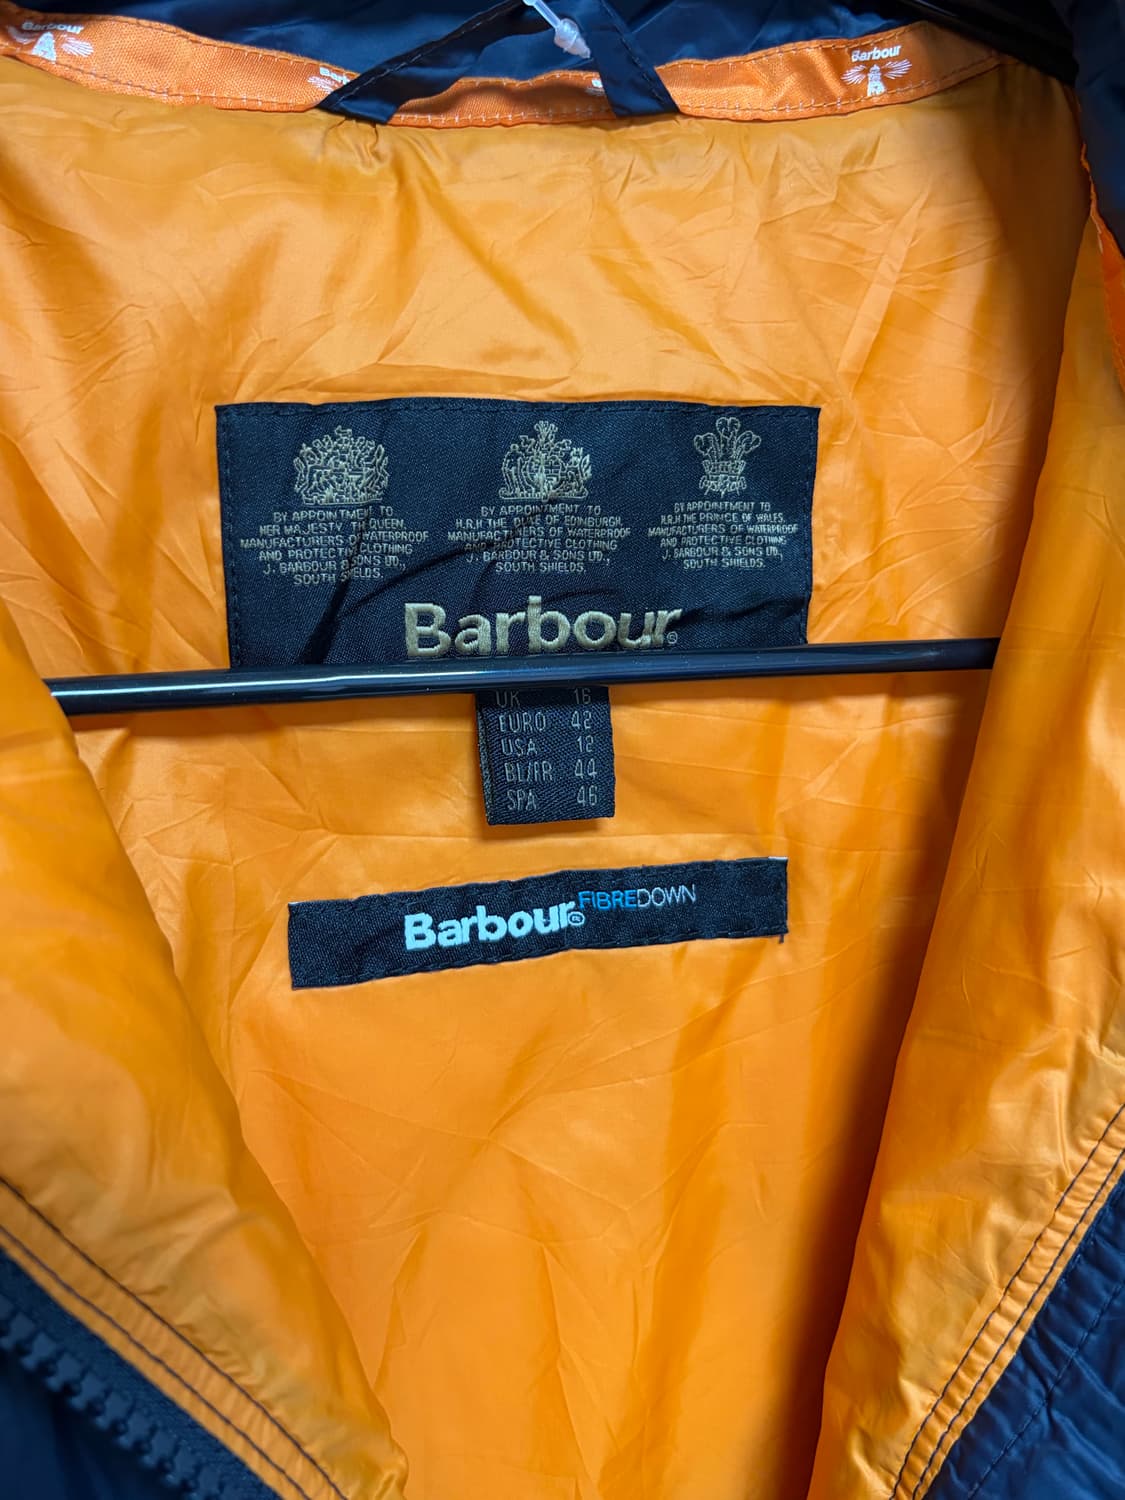 Barbour
Barbour
BY APPOINTMENT TO
HER MAJESTY THE QUEEN
MANUFACTURERS OF WATERPROOF
AND PROTECTIVE CLOTHING
J. BARBOUR & SONS LTD.,
SOUTH SHIELDS.
BY APPOINTMENT TO
H.R.H THE DUKE OF EDINBURGH
MANUFACTURERS OF WATERPROOF
AND PROTECTIVE CLOTHING
J. BARBOUR & SONS LTD.,
SOUTH SHIELDS.
BY APPOINTMENT TO
H.R.H THE PRINCE OF WALES
MANUFACTURERS OF WATERPROOF
AND PROTECTIVE CLOTHING
J. BARBOUR & SONS LTD.,
SOUTH SHIELDS.
Barbour®
UK 16
EURO 42
USA 12
BL/FR 44
SPA 46
Barbour® FIBREDOWN